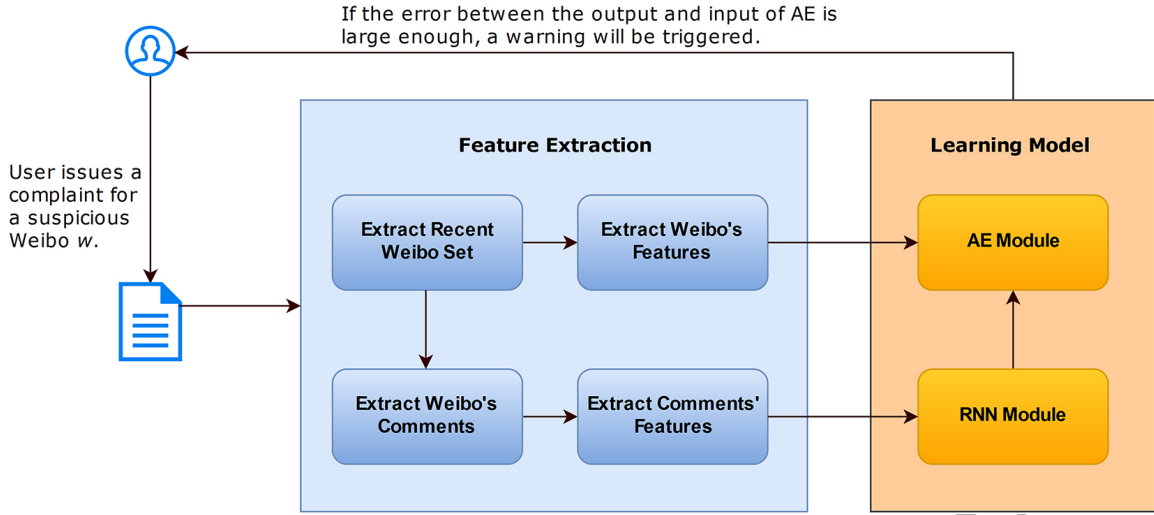 If the error between the output and input of AE is
large enough, a warning will be triggered.
User issues a
complaint for
a suspicious
Weibo w.
Feature Extraction
Extract Recent
Weibo Set
Extract Weibo's
Features
Extract Weibo's
Comments
Extract Comments'
Features
Learning Model
AE Module
RNN Module